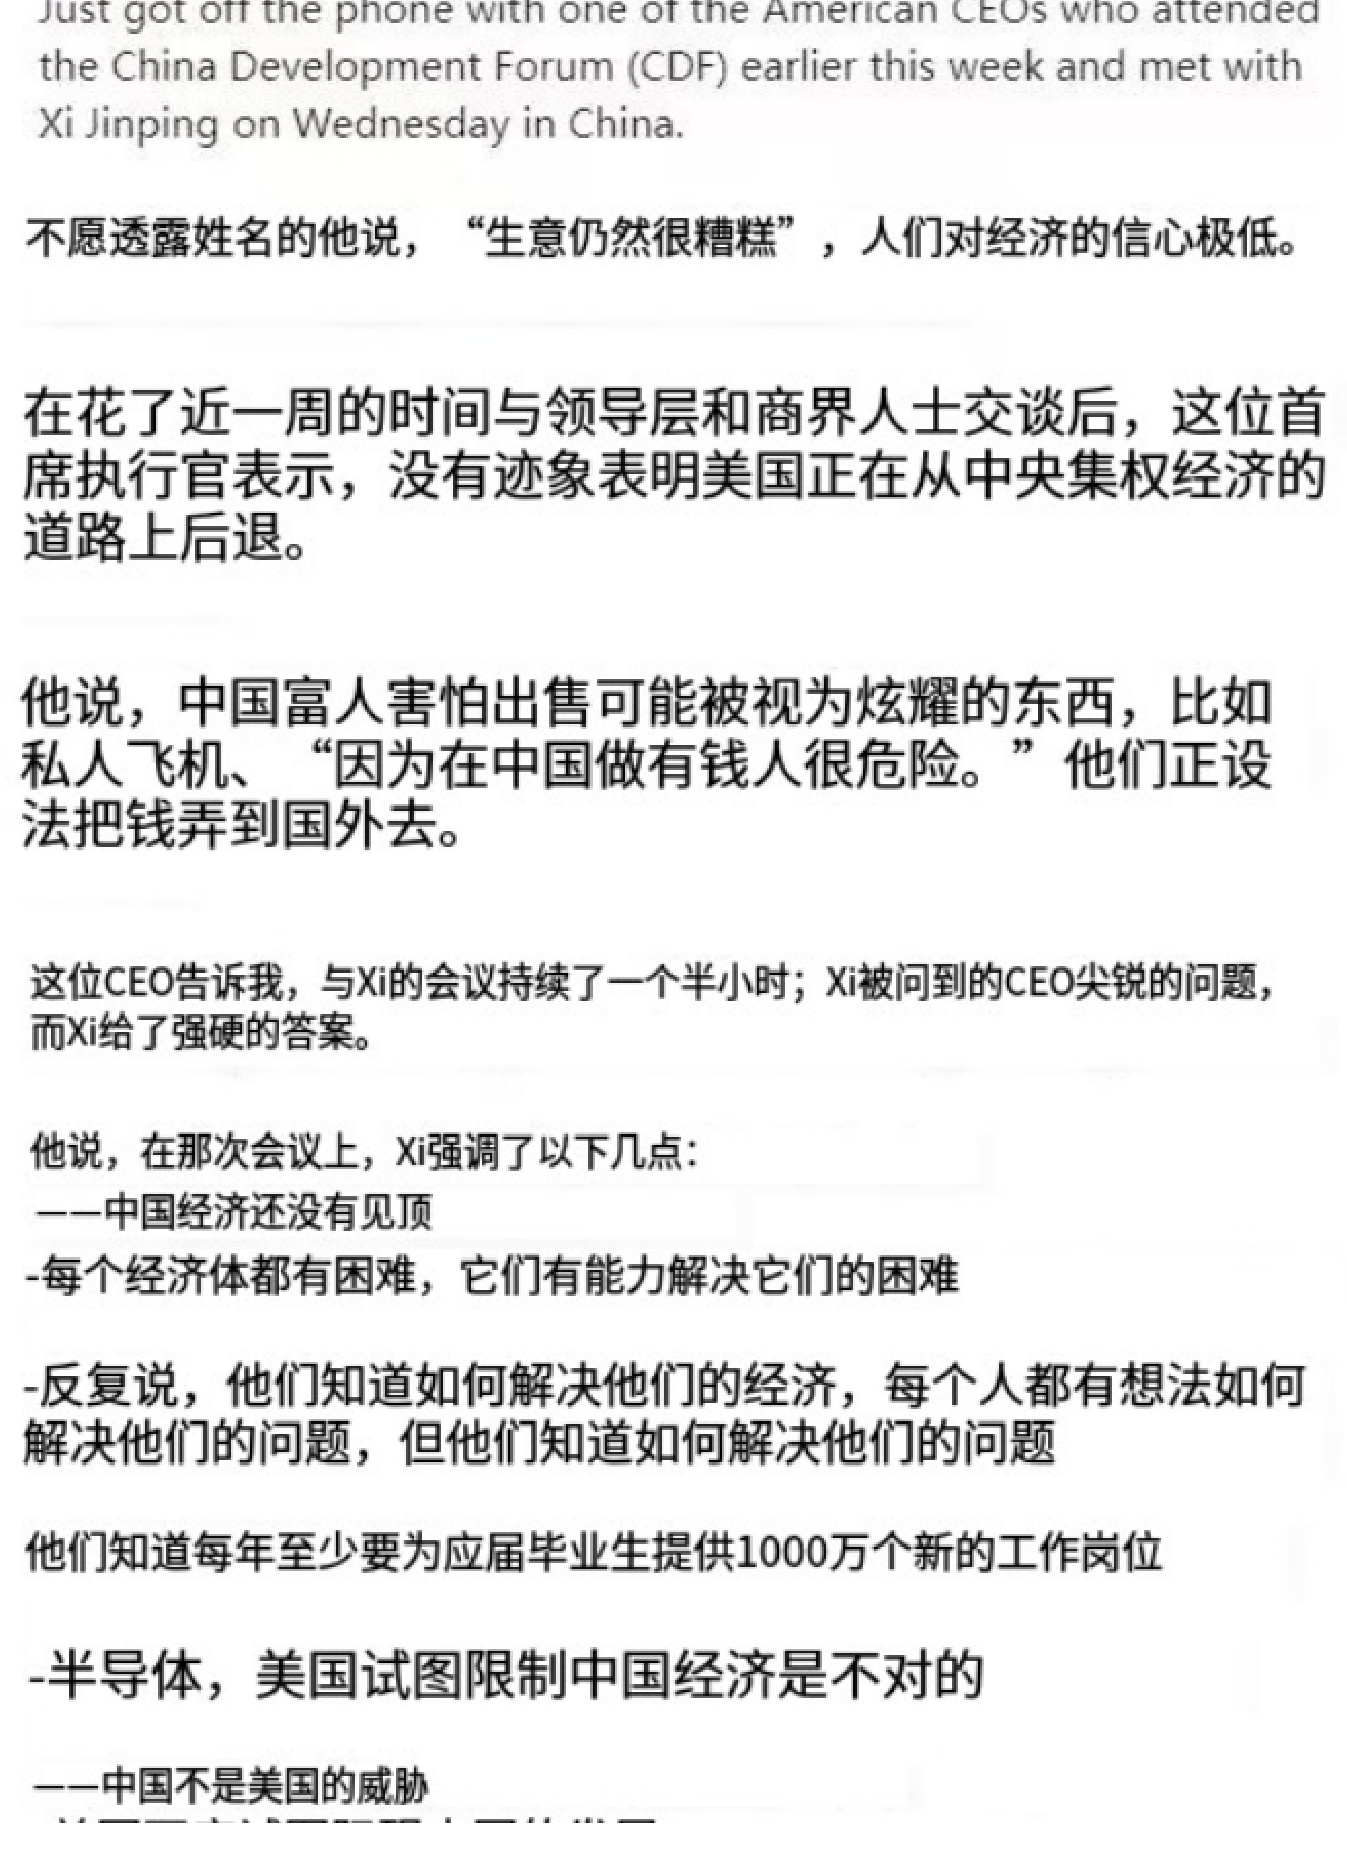 Just got off the phone with one of the American CEOs who attended
the China Development Forum (CDF) earlier this week and met with
Xi Jinping on Wednesday in China.
不愿透露姓名的他说，“生意仍然很糟糕”，人们对经济的信心极低。
在花了近一周的时间与领导层和商界人士交谈后，这位首
席执行官表示，没有迹象表明美国正在从中央集权经济的
道路上后退。
他说，中国富人害怕出售可能被视为炫耀的东西，比如
私人飞机、“因为在中国做有钱人很危险。”他们正设
法把钱弄到国外去。
这位CEO告诉我，与Xi的会议持续了一个半小时；Xi被问到的CEO尖锐的问题，
而Xi给了强硬的答案。
他说，在那次会议上，Xi强调了以下几点：
——中国经济还没有见顶
-每个经济体都有困难，它们有能力解决它们的困难
-反复说，他们知道如何解决他们的经济，每个人都有想法如何
解决他们的问题，但他们知道如何解决他们的问题
他们知道每年至少要为应届毕业生提供1000万个新的工作岗位
-半导体，美国试图限制中国经济是不对的
——中国不是美国的威胁